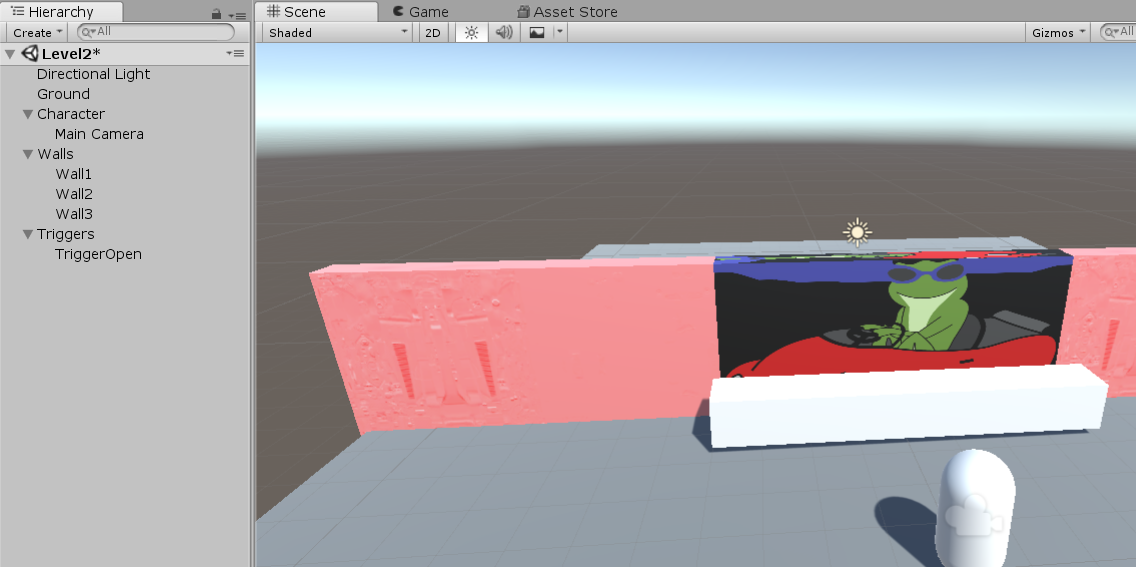 Hierarchy
Create All
Level2*
Directional Light
Ground
Character
Main Camera
Walls
Wall1
Wall2
Wall3
Triggers
TriggerOpen
Scene Game Asset Store
Shaded 2D Gizmos All